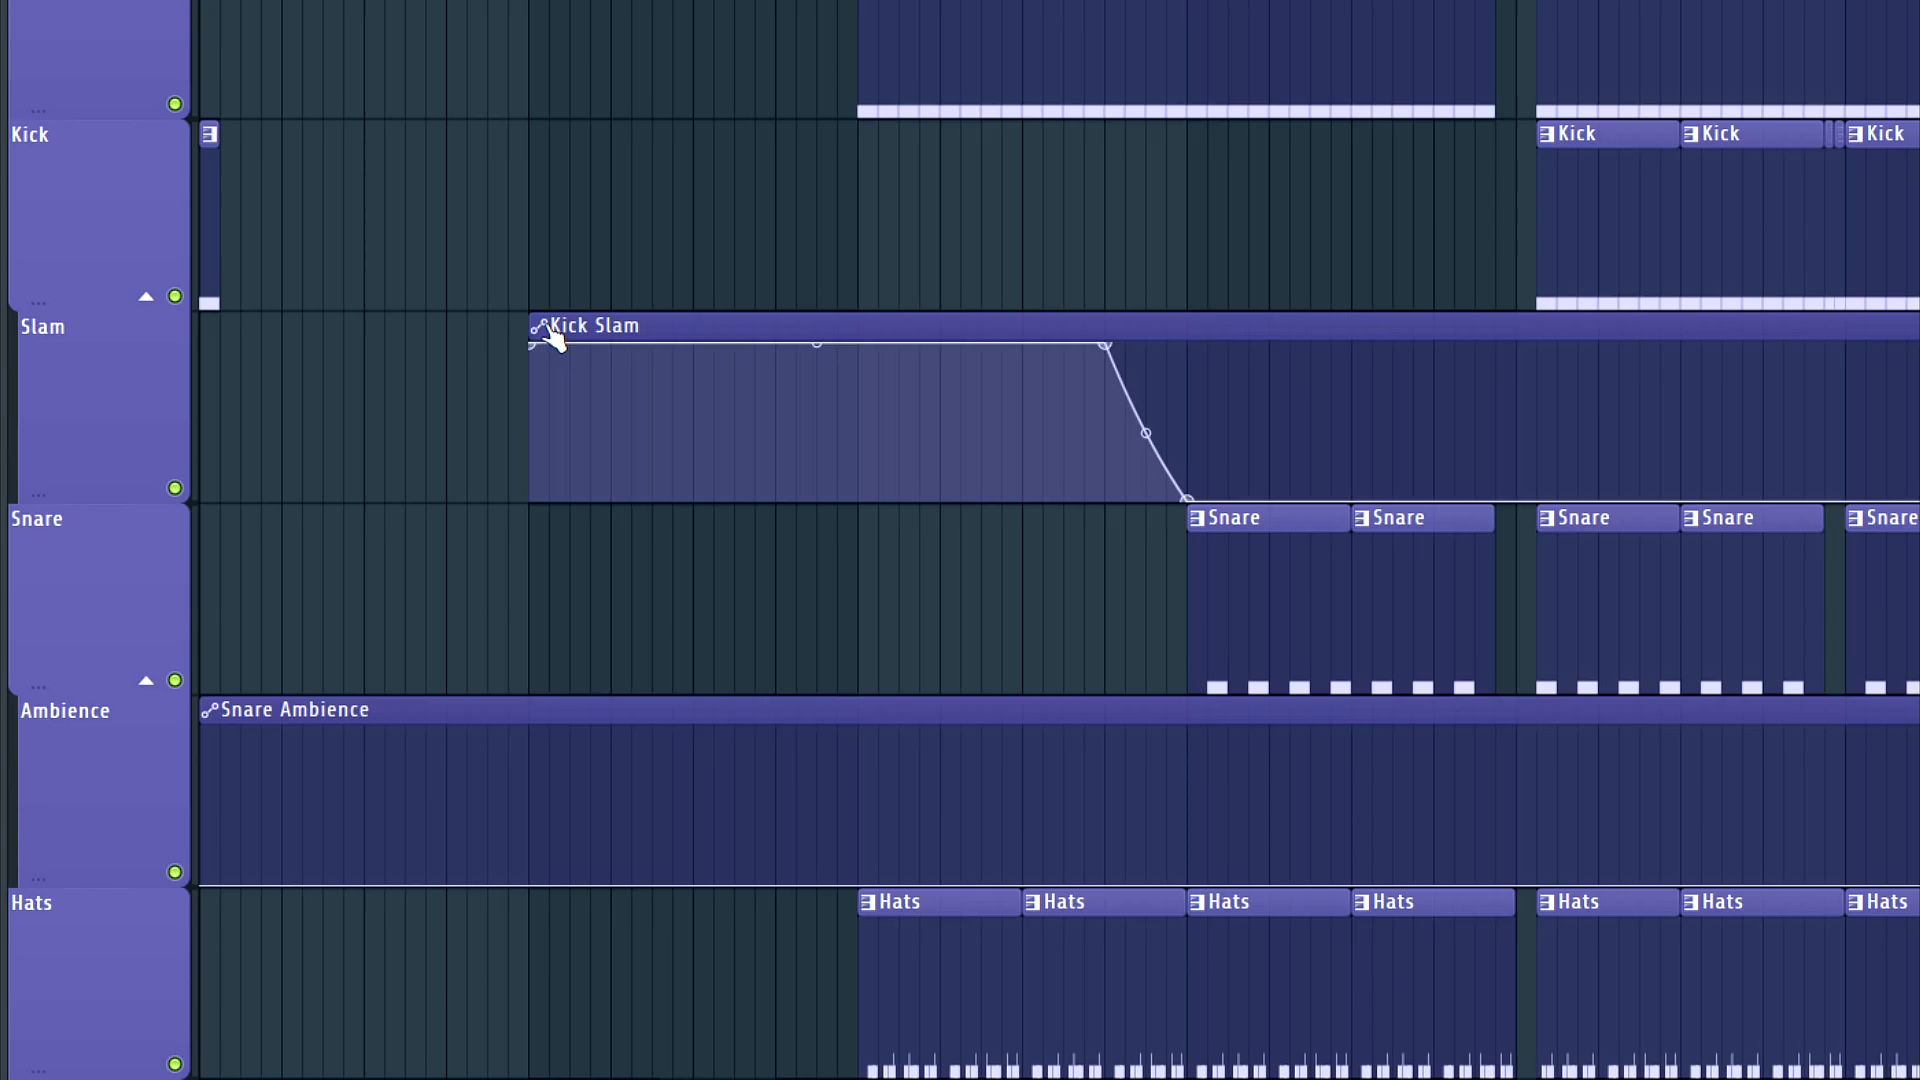 Kick
Kick Kick Kick
Slam
Kick Slam
Snare
Snare Snare Snare Snare Snare
Ambience
Snare Ambience
Hats
Hats Hats Hats Hats Hats Hats Hats